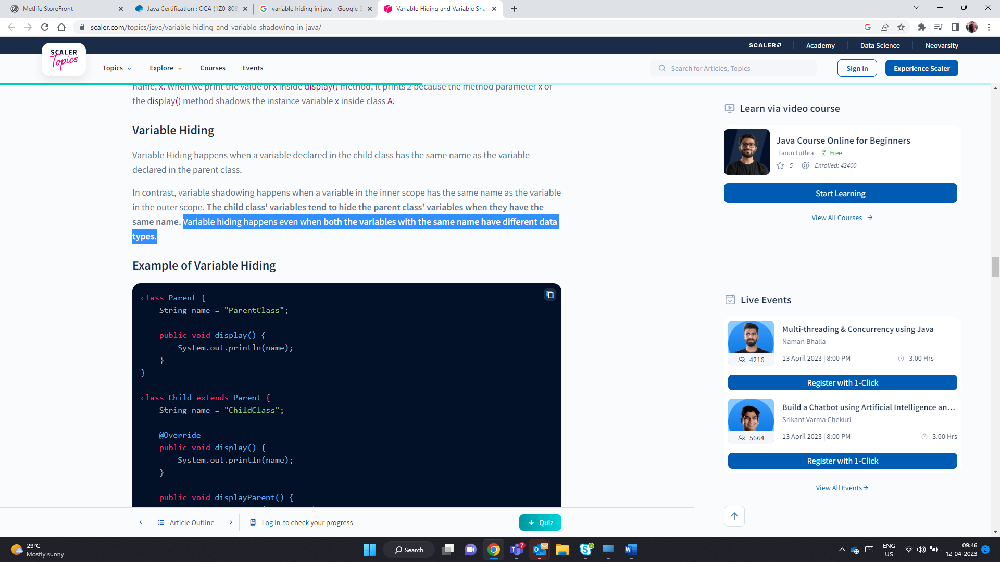 Metlife StoreFront
Java Certification : OCA (1Z0-808
variable hiding in java - Google S
Variable Hiding and Variable Sha
scaler.com/topics/java/variable-hiding-and-variable-shadowing-in-java/
SCALER
Academy
Data Science
Neovarsity
SCALER
Topics
Topics
Explore
Courses
Events
Search for Articles, Topics
Sign In
Experience Scaler
name, x. When we print the value of x inside display() method, it prints 2 because the method parameter x of
the display() method shadows the instance variable x inside class A.
Variable Hiding
Variable Hiding happens when a variable declared in the child class has the same name as the variable
declared in the parent class.
In contrast, variable shadowing happens when a variable in the inner scope has the same name as the variable
in the outer scope. The child class' variables tend to hide the parent class' variables when they have the
same name. Variable hiding happens even when both the variables with the same name have different data
types.
Example of Variable Hiding
class Parent {
String name = "ParentClass";
public void display() {
System.out.println(name);
}
}
class Child extends Parent {
String name = "ChildClass";
@Override
public void display() {
System.out.println(name);
}
public void displayParent() {
Article Outline
Log in to check your progress
Quiz
Learn via video course
Java Course Online for Beginners
Tarun Luthra
Free
5
Enrolled: 42400
Start Learning
View All Courses
Live Events
Multi-threading & Concurrency using Java
Naman Bhalla
4216
13 April 2023 | 8:00 PM
3.00 Hrs
Register with 1-Click
Build a Chatbot using Artificial Intelligence an...
Srikant Varma Chekuri
5664
13 April 2023 | 8:00 PM
3.00 Hrs
Register with 1-Click
View All Events
29°C
Mostly sunny
Search
7
ENG
US
09:46
12-04-2023
2